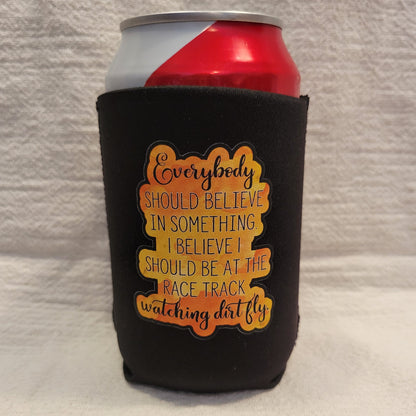 Everybody
SHOULD BELIEVE
IN SOMETHING.
I BELIEVE I
SHOULD BE AT THE
RACE TRACK
watching dirt fly.